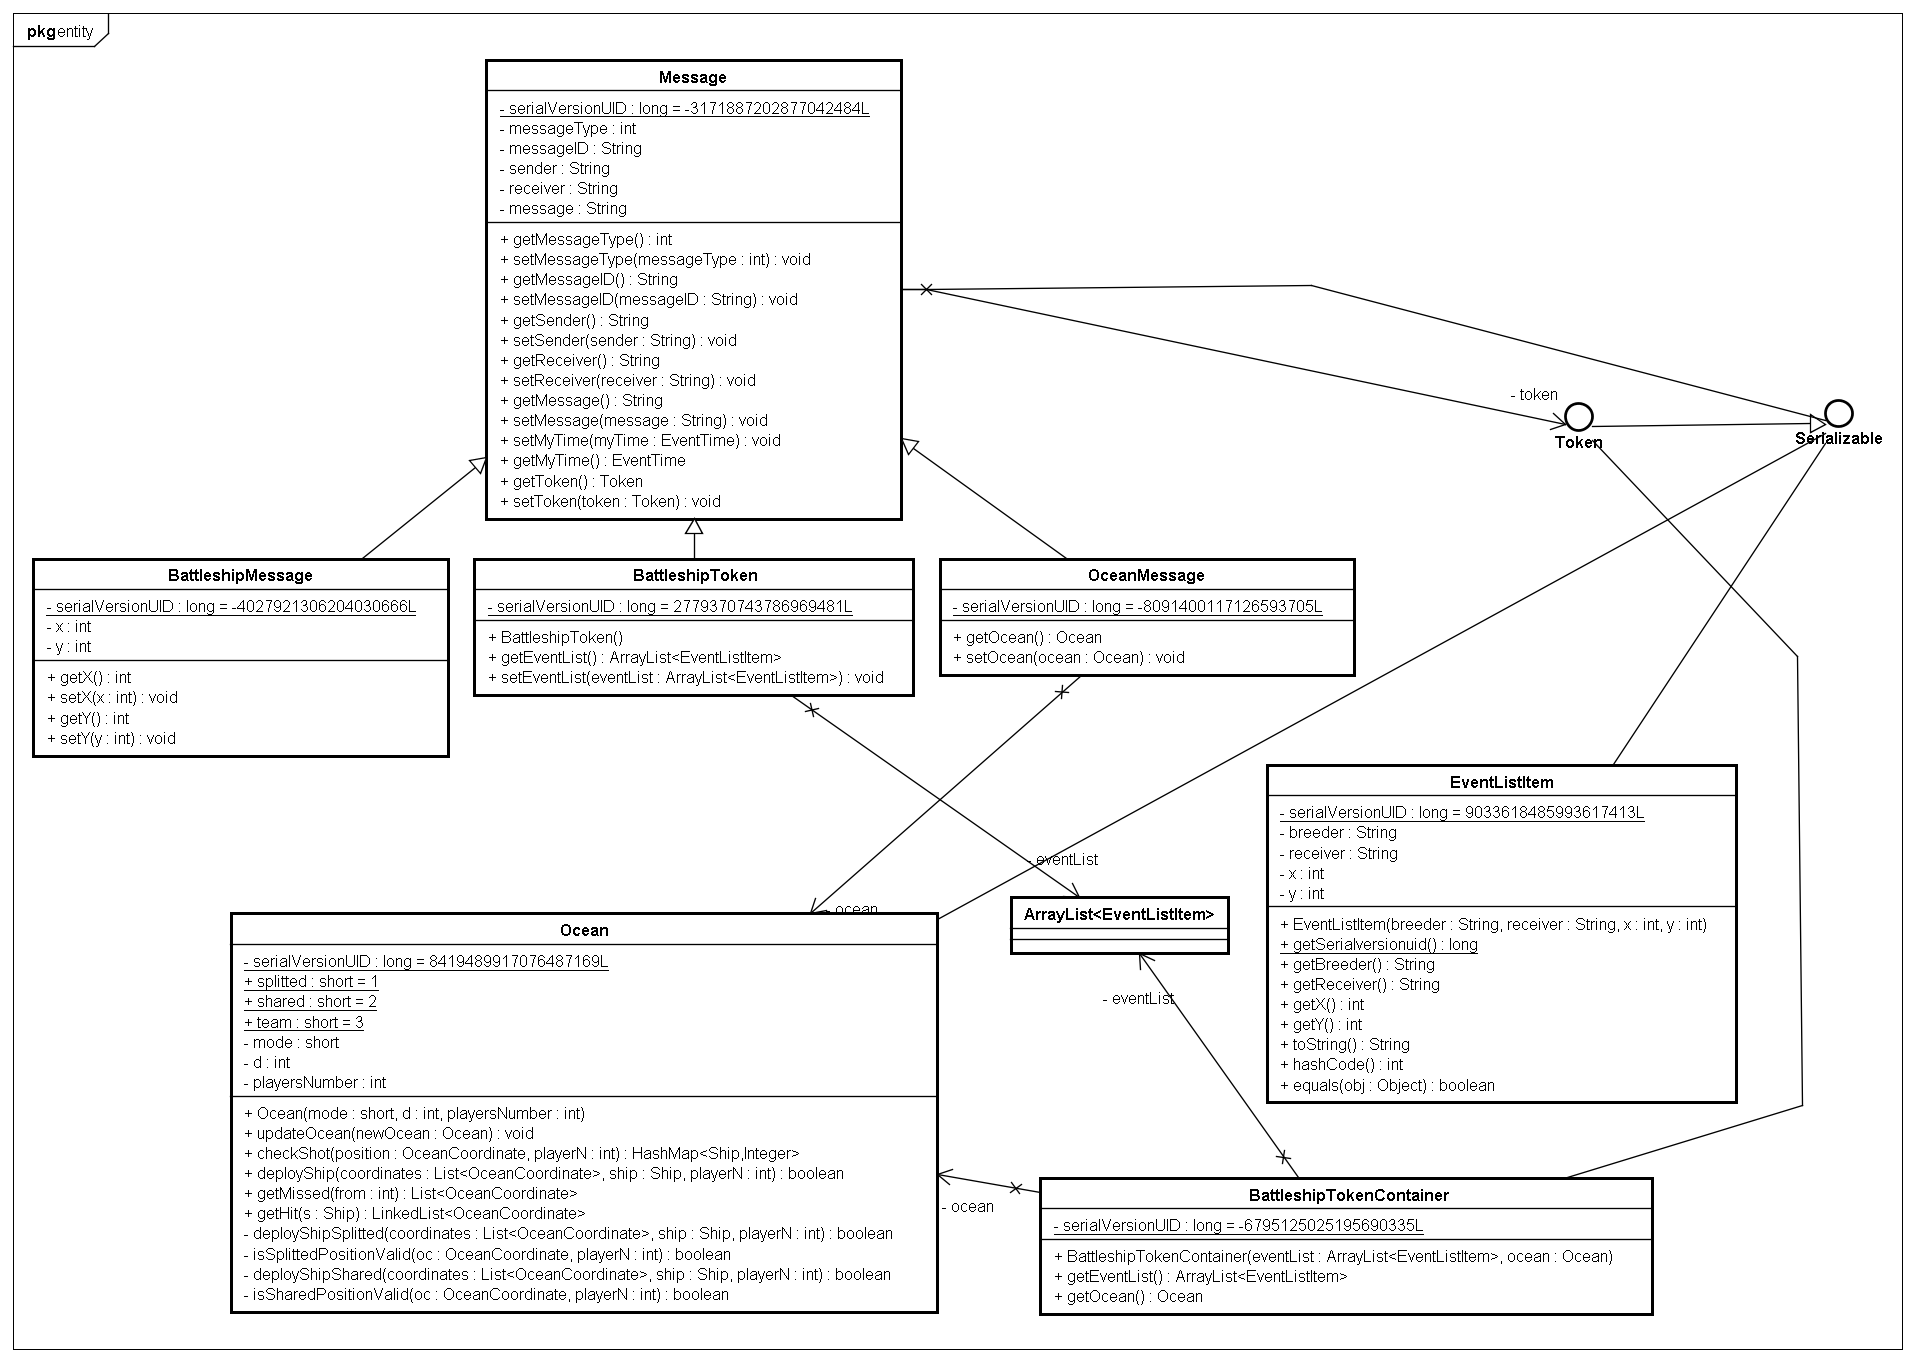 pkg entity
Message
- serialVersionUID : long = -3171887202877042484L
- messageType : int
- messageID : String
- sender : String
- receiver : String
- message : String
+ getMessageType() : int
+ setMessageType(messageType : int) : void
+ getMessageID() : String
+ setMessageID(messageID : String) : void
+ getSender() : String
+ setSender(sender : String) : void
+ getReceiver() : String
+ setReceiver(receiver : String) : void
+ getMessage() : String
+ setMessage(message : String) : void
+ setMyTime(myTime : EventTime) : void
+ getMyTime() : EventTime
+ getToken() : Token
+ setToken(token : Token) : void
- token
Token
Serializable
BattleshipMessage
- serialVersionUID : long = -4027921306204030666L
- x : int
- y : int
+ getX() : int
+ setX(x : int) : void
+ getY() : int
+ setY(y : int) : void
BattleshipToken
- serialVersionUID : long = 2779370743786969481L
+ BattleshipToken()
+ getEventList() : ArrayList<EventListItem>
+ setEventList(eventList : ArrayList<EventListItem>) : void
OceanMessage
- serialVersionUID : long = -8091400117126593705L
+ getOcean() : Ocean
+ setOcean(ocean : Ocean) : void
EventListItem
- serialVersionUID : long = 9033618485993617413L
- breeder : String
- receiver : String
- x : int
- y : int
+ EventListItem(breeder : String, receiver : String, x : int, y : int)
+ getSerialversionuid() : long
+ getBreeder() : String
+ getReceiver() : String
+ getX() : int
+ getY() : int
+ toString() : String
+ hashCode() : int
+ equals(obj : Object) : boolean
- eventList
- ocean
ArrayList<EventListItem>
- eventList
Ocean
- serialVersionUID : long = 8419489917076487169L
+ splitted : short = 1
+ shared : short = 2
+ team : short = 3
- mode : short
- d : int
- playersNumber : int
+ Ocean(mode : short, d : int, playersNumber : int)
+ updateOcean(newOcean : Ocean) : void
+ checkShot(position : OceanCoordinate, playerN : int) : HashMap<Ship,Integer>
+ deployShip(coordinates : List<OceanCoordinate>, ship : Ship, playerN : int) : boolean
+ getMissed(from : int) : List<OceanCoordinate>
+ getHit(s : Ship) : LinkedList<OceanCoordinate>
- deployShipSplitted(coordinates : List<OceanCoordinate>, ship : Ship, playerN : int) : boolean
- isSplittedPositionValid(oc : OceanCoordinate, playerN : int) : boolean
- deployShipShared(coordinates : List<OceanCoordinate>, ship : Ship, playerN : int) : boolean
- isSharedPositionValid(oc : OceanCoordinate, playerN : int) : boolean
- ocean
BattleshipTokenContainer
- serialVersionUID : long = -6795125025195690335L
+ BattleshipTokenContainer(eventList : ArrayList<EventListItem>, ocean : Ocean)
+ getEventList() : ArrayList<EventListItem>
+ getOcean() : Ocean